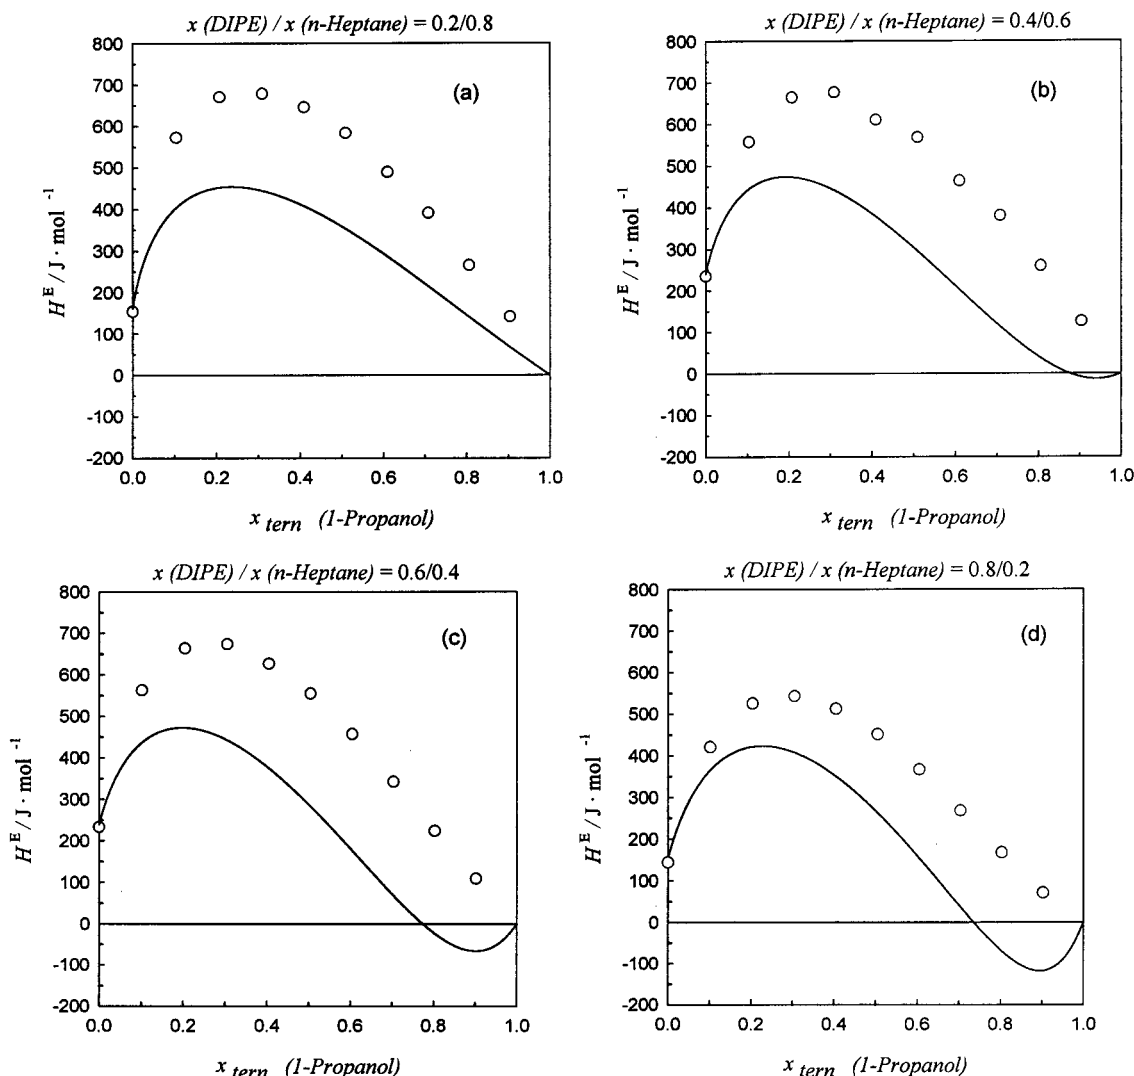 x (DIPE) / x (n-Heptane) = 0.2/0.8
800
700
600
500
400
300
200
100
0
-100
-200
H^E / J · mol^-1
(a)
0.0 0.2 0.4 0.6 0.8 1.0
x_tern (1-Propanol)
x (DIPE) / x (n-Heptane) = 0.4/0.6
800
700
600
500
400
300
200
100
0
-100
-200
H^E / J · mol^-1
(b)
0.0 0.2 0.4 0.6 0.8 1.0
x_tern (1-Propanol)
x (DIPE) / x (n-Heptane) = 0.6/0.4
800
700
600
500
400
300
200
100
0
-100
-200
H^E / J · mol^-1
(c)
0.0 0.2 0.4 0.6 0.8 1.0
x_tern (1-Propanol)
x (DIPE) / x (n-Heptane) = 0.8/0.2
800
700
600
500
400
300
200
100
0
-100
-200
H^E / J · mol^-1
(d)
0.0 0.2 0.4 0.6 0.8 1.0
x_tern (1-Propanol)